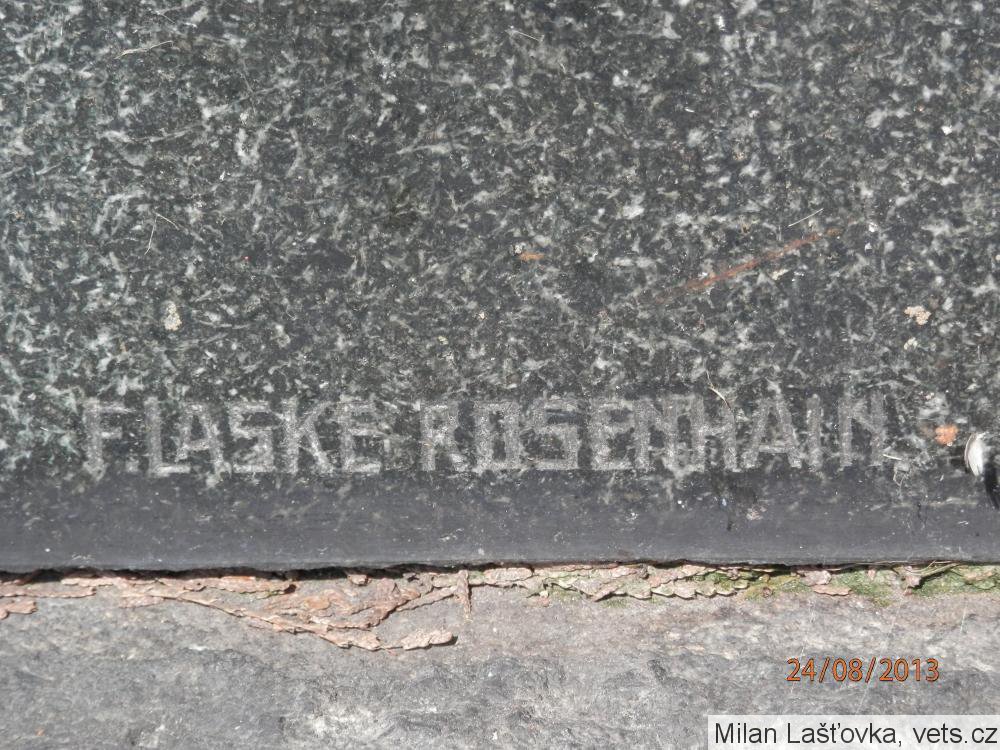 F.LASKE ROSENHAIN
24/08/2013
Milan Lašťovka, vets.cz